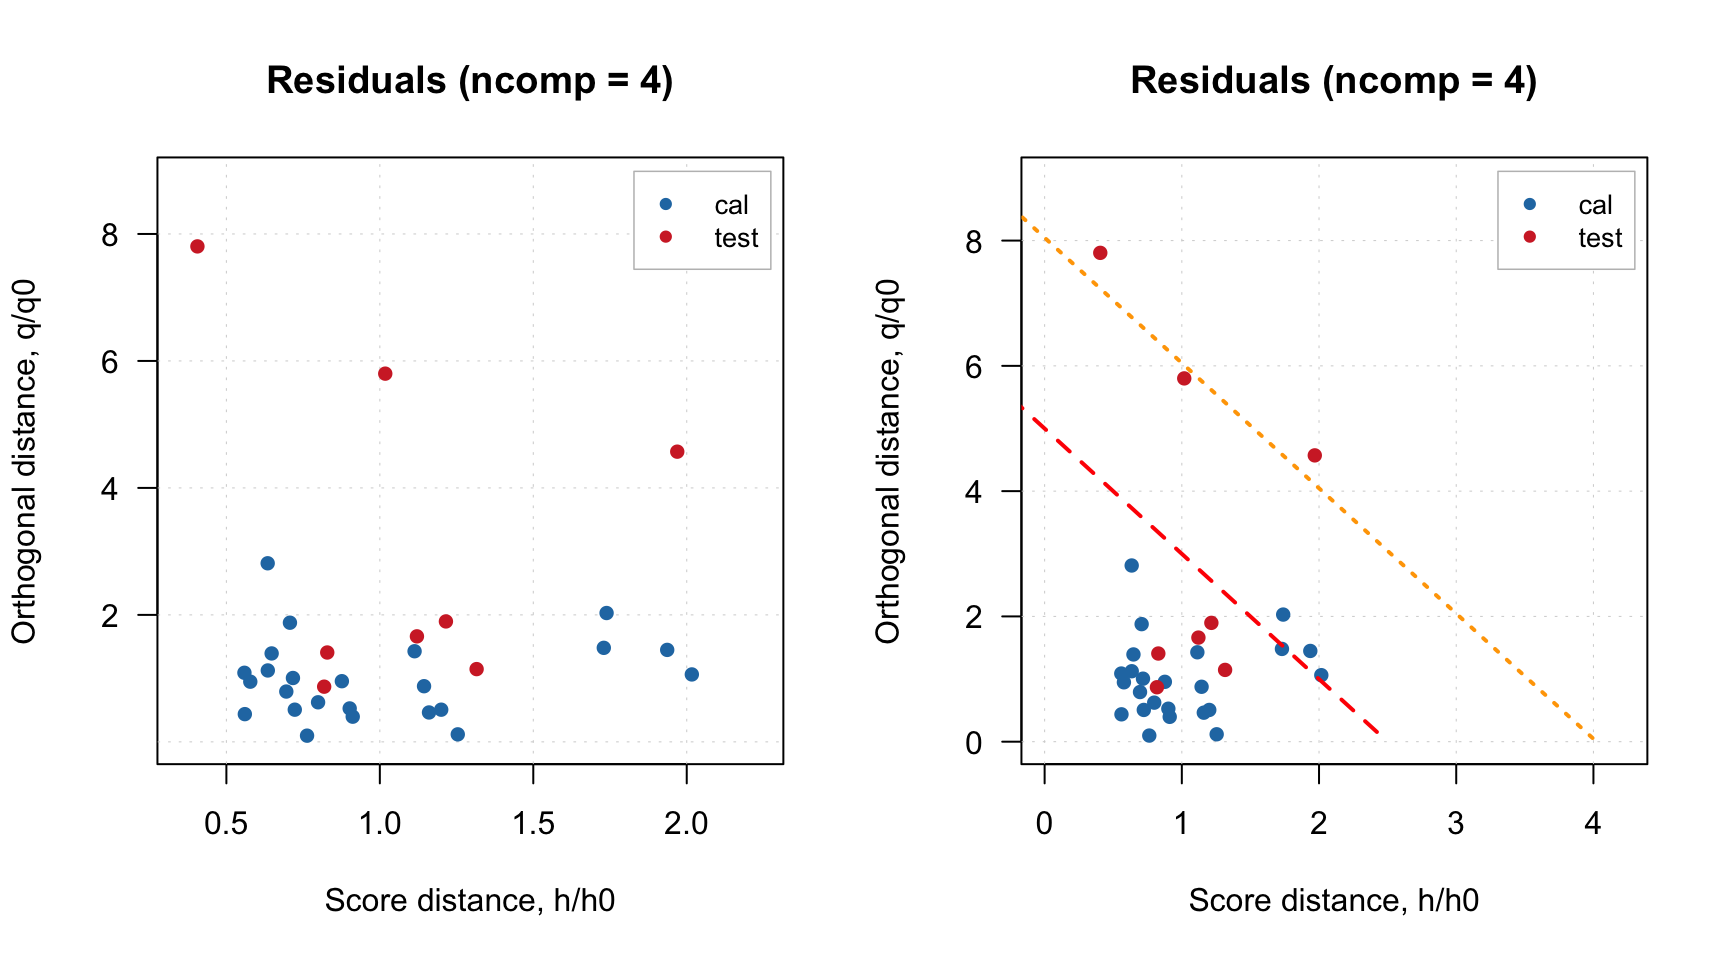 Residuals (ncomp = 4)
cal
test
8
6
4
2
Orthogonal distance, q/q0
0.5 1.0 1.5 2.0
Score distance, h/h0
Residuals (ncomp = 4)
cal
test
8
6
4
2
0
Orthogonal distance, q/q0
0 1 2 3 4
Score distance, h/h0